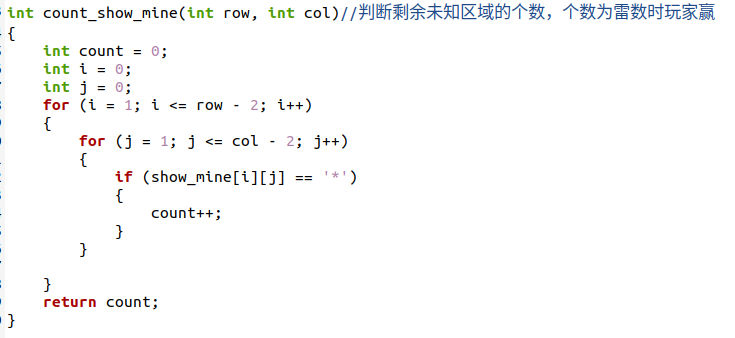 int count_show_mine(int row, int col)//判断剩余未知区域的个数，个数为雷数时玩家赢
{
    int count = 0;
    int i = 0;
    int j = 0;
    for (i = 1; i <= row - 2; i++)
    {
        for (j = 1; j <= col - 2; j++)
        {
            if (show_mine[i][j] == '*')
            {
                count++;
            }
        }
    }
    return count;
}